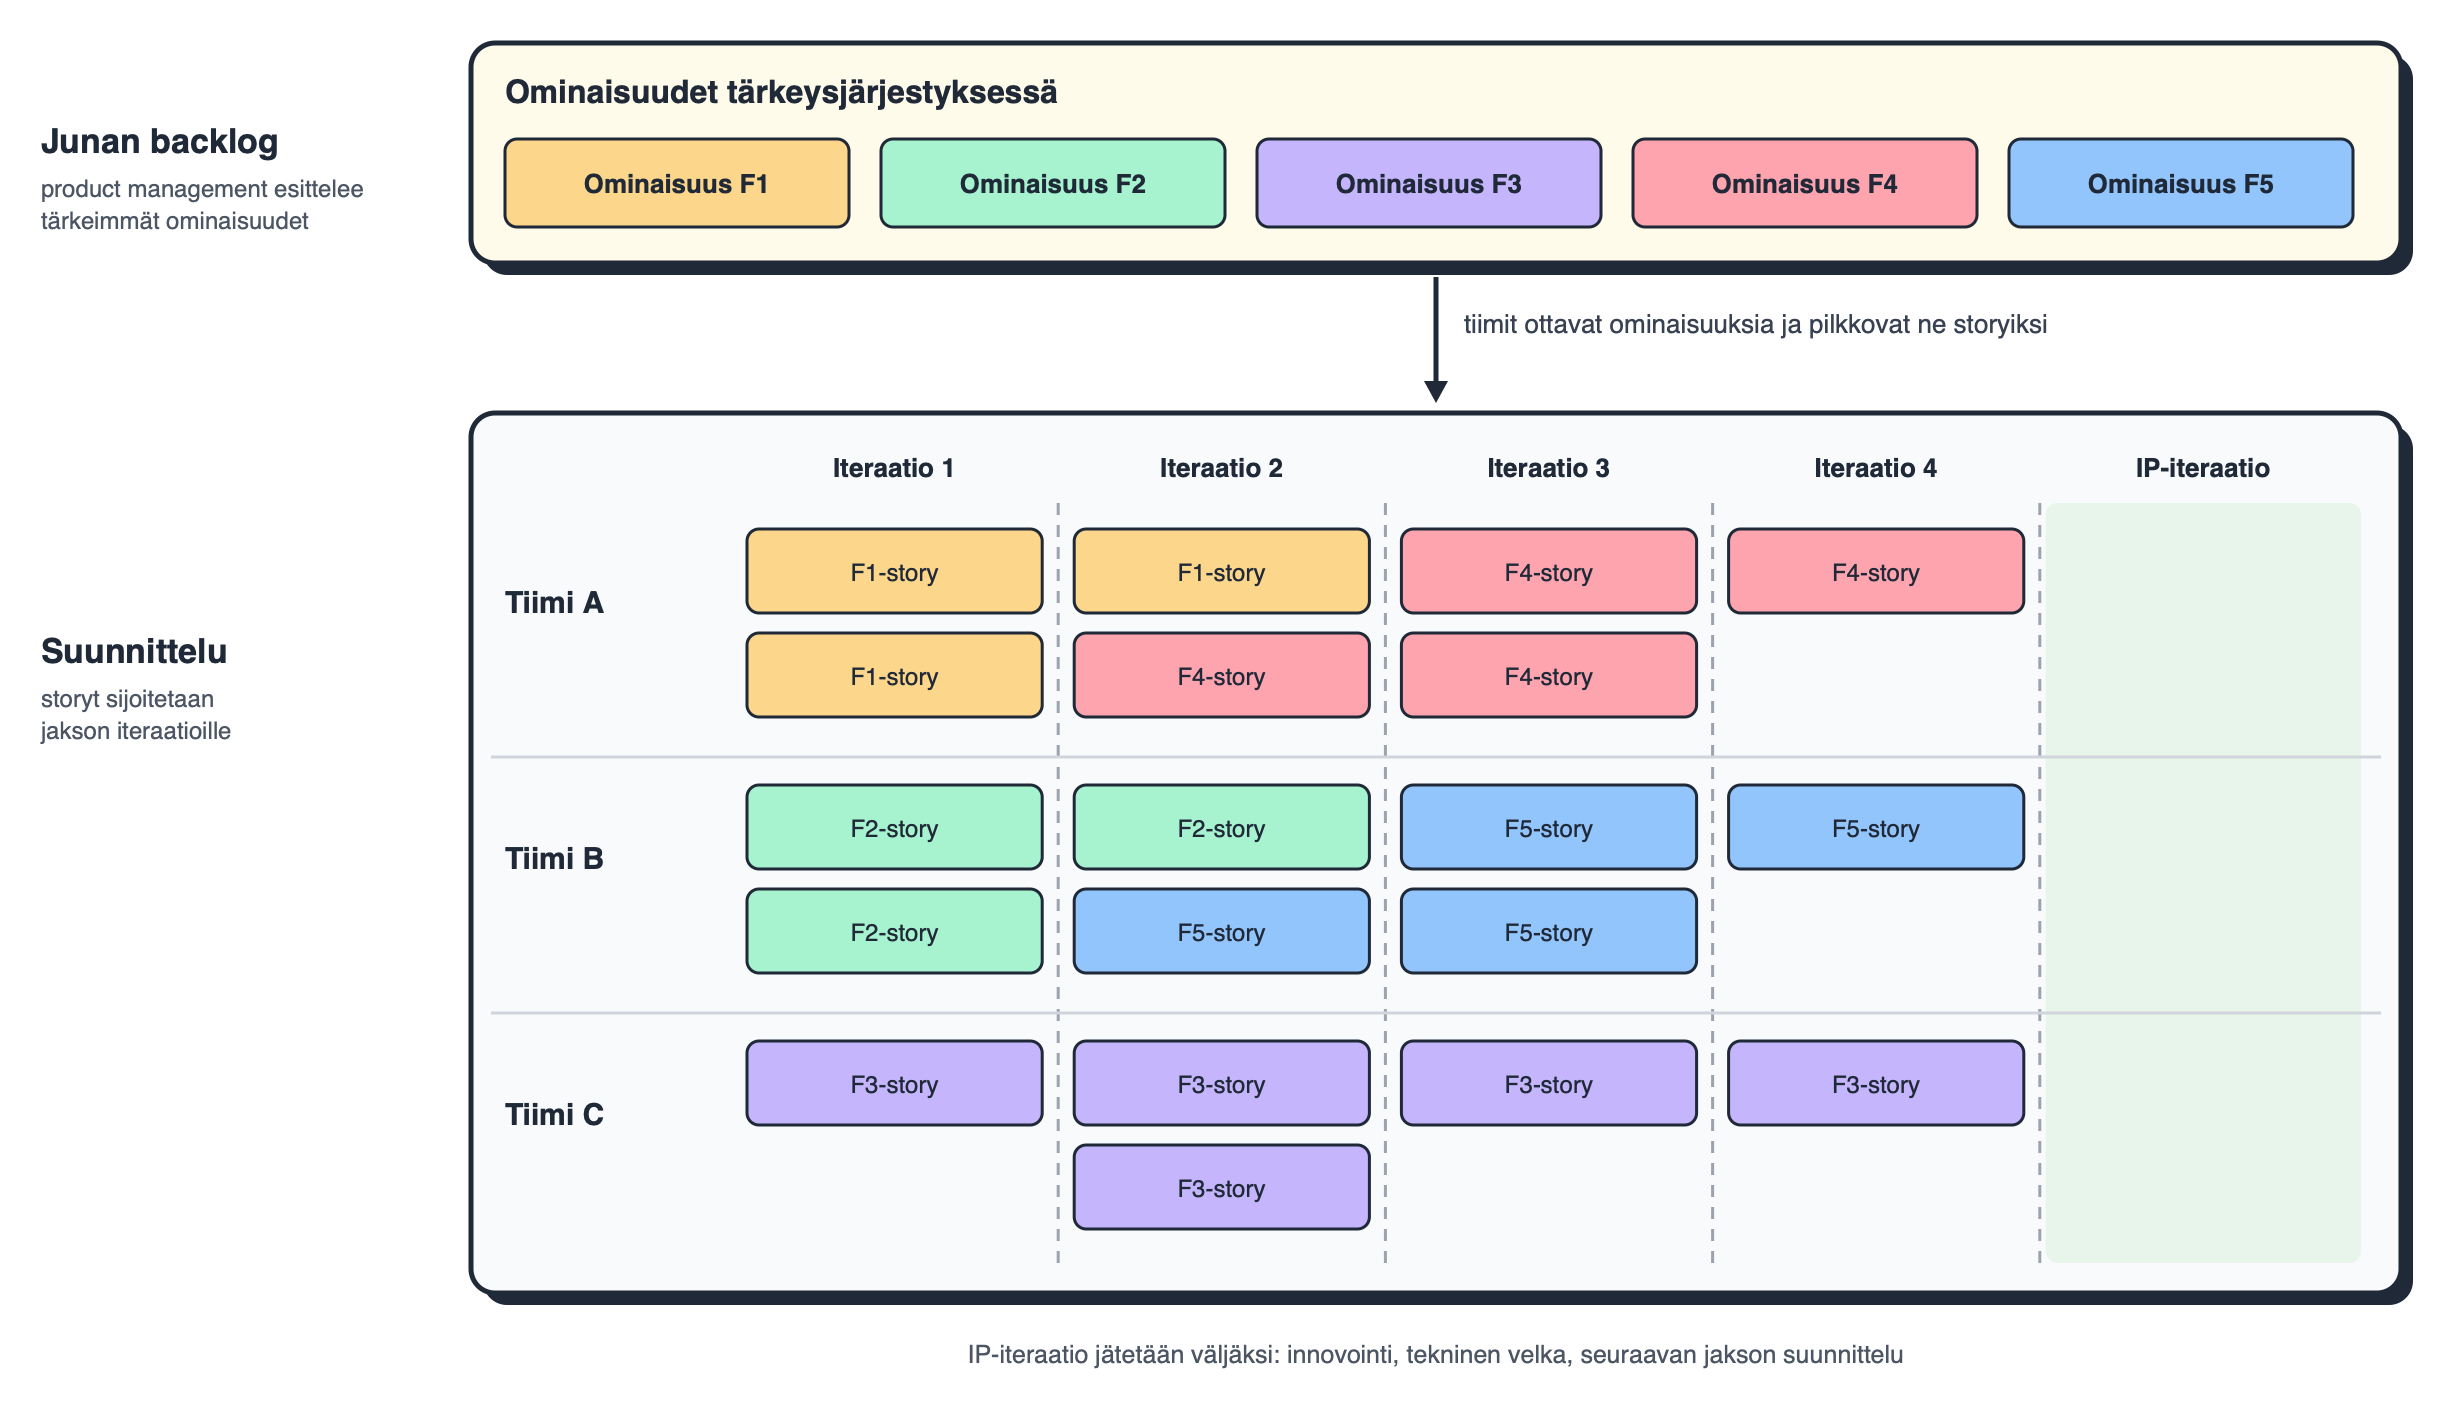 Junan backlog
product management esittelee
tärkeimmät ominaisuudet
Ominaisuudet tärkeysjärjestyksessä
Ominaisuus F1 Ominaisuus F2 Ominaisuus F3 Ominaisuus F4 Ominaisuus F5
tiimit ottavat ominaisuuksia ja pilkkovat ne storyiksi
Suunnittelu
storyt sijoitetaan
jakson iteraatioille
Iteraatio 1 Iteraatio 2 Iteraatio 3 Iteraatio 4 IP-iteraatio
Tiimi A
F1-story F1-story F4-story F4-story
F1-story F4-story F4-story
Tiimi B
F2-story F2-story F5-story F5-story
F2-story F5-story F5-story
Tiimi C
F3-story F3-story F3-story F3-story
F3-story
IP-iteraatio jätetään väljäksi: innovointi, tekninen velka, seuraavan jakson suunnittelu